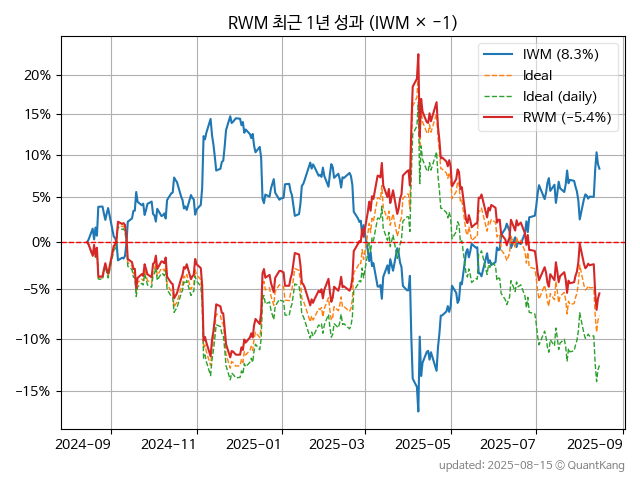 RWM 최근 1년 성과 (IWM × −1)
IWM (8.3%)
Ideal
Ideal (daily)
RWM (−5.4%)
20%
15%
10%
5%
0%
−5%
−10%
−15%
2024-09 2024-11 2025-01 2025-03 2025-05 2025-07 2025-09
updated: 2025-08-15 © QuantKang